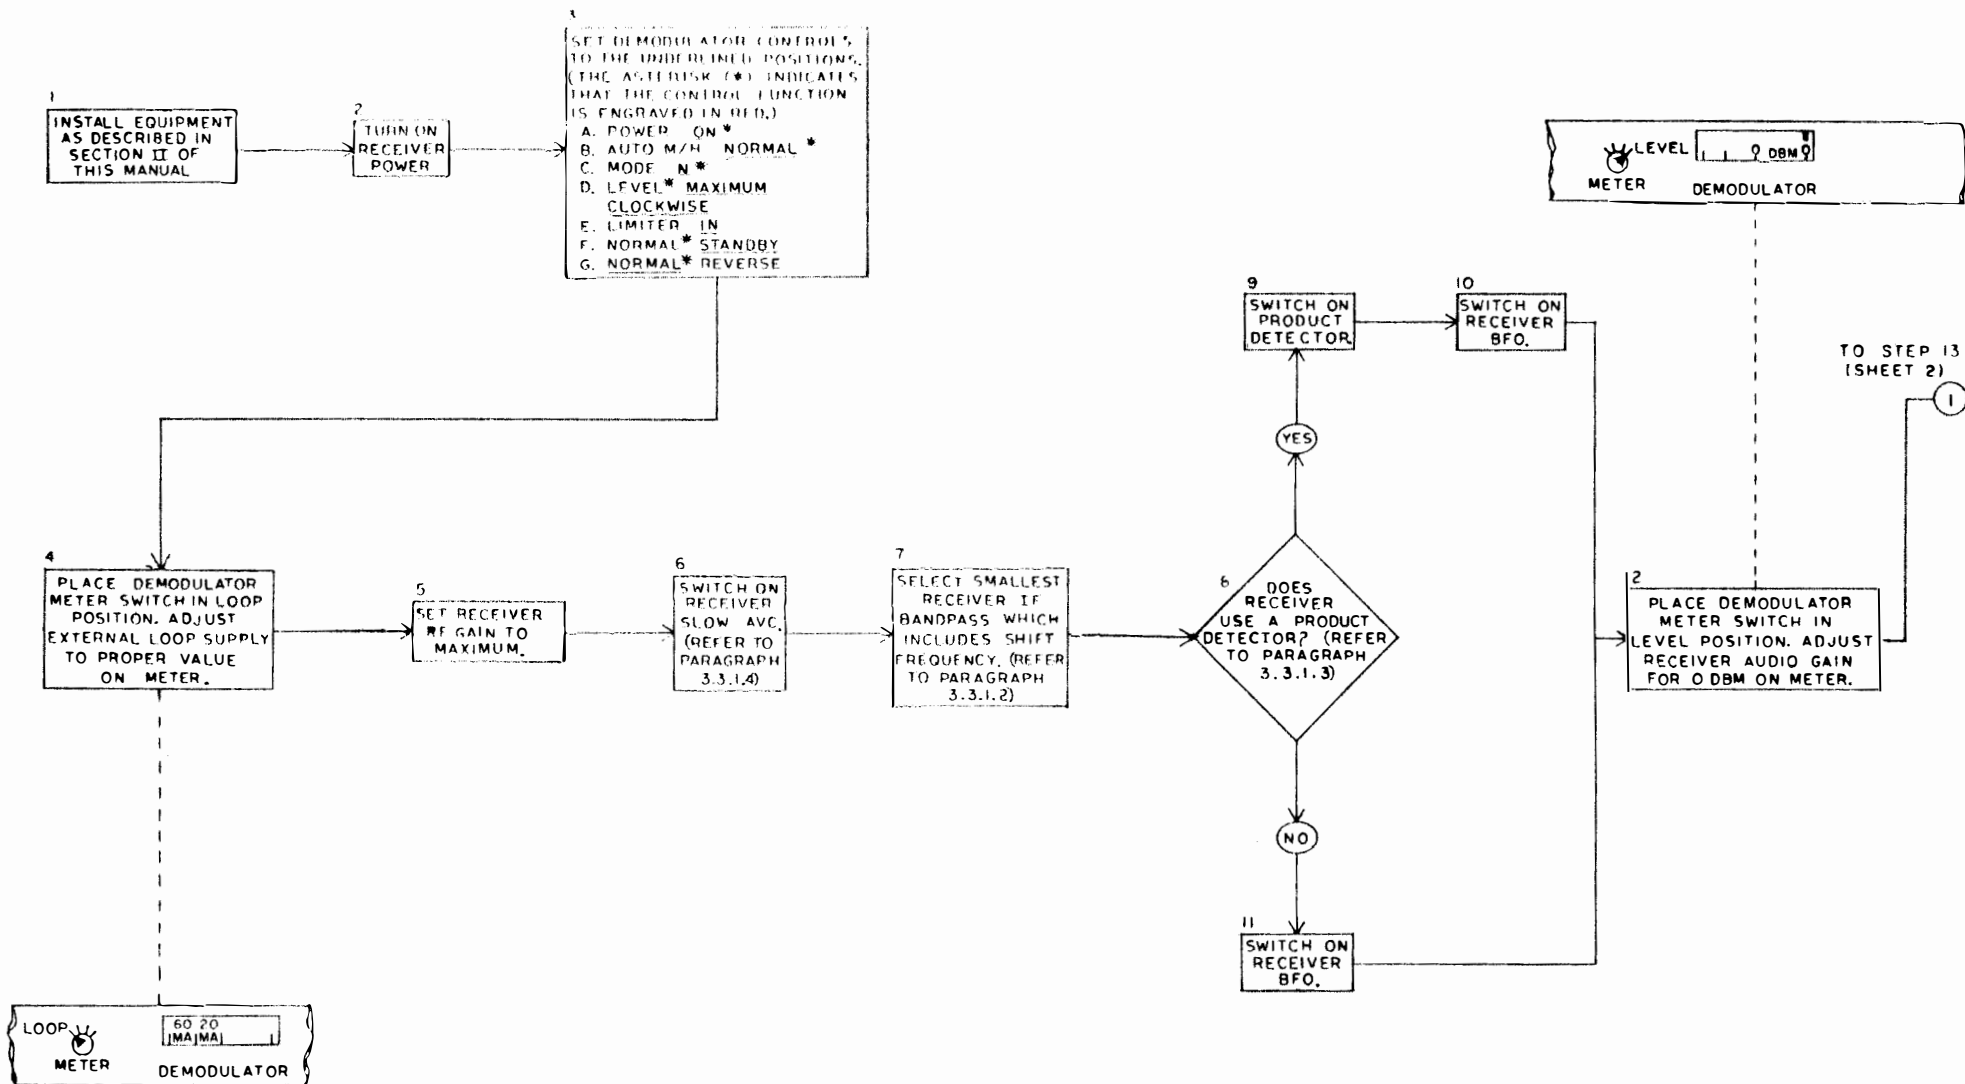 1
INSTALL EQUIPMENT
AS DESCRIBED IN
SECTION II OF
THIS MANUAL
2
TURN ON
RECEIVER
POWER
3
SET DEMODULATOR CONTROLS
TO THE UNDERLINED POSITIONS.
(THE ASTERISK (*) INDICATES
THAT THE CONTROL FUNCTION
IS ENGRAVED IN RED.)
A. POWER ON*
B. AUTO M/H NORMAL *
C. MODE N*
D. LEVEL* MAXIMUM
CLOCKWISE
E. LIMITER IN
F. NORMAL* STANDBY
G. NORMAL* REVERSE
4
PLACE DEMODULATOR
METER SWITCH IN LOOP
POSITION. ADJUST
EXTERNAL LOOP SUPPLY
TO PROPER VALUE
ON METER.
LOOP
60 20
MA MA
METER
DEMODULATOR
5
SET RECEIVER
RF GAIN TO
MAXIMUM.
6
SWITCH ON
RECEIVER
SLOW AVC.
(REFER TO
PARAGRAPH
3.3.1.4)
7
SELECT SMALLEST
RECEIVER IF
BANDPASS WHICH
INCLUDES SHIFT
FREQUENCY. (REFER
TO PARAGRAPH
3.3.1.2)
8
DOES
RECEIVER
USE A PRODUCT
DETECTOR? (REFER
TO PARAGRAPH
3.3.1.3)
YES
9
SWITCH ON
PRODUCT
DETECTOR.
10
SWITCH ON
RECEIVER
BFO.
NO
11
SWITCH ON
RECEIVER
BFO.
2
PLACE DEMODULATOR
METER SWITCH IN
LEVEL POSITION. ADJUST
RECEIVER AUDIO GAIN
FOR 0 DBM ON METER.
LEVEL
DBM
METER
DEMODULATOR
TO STEP 13
(SHEET 2)
1